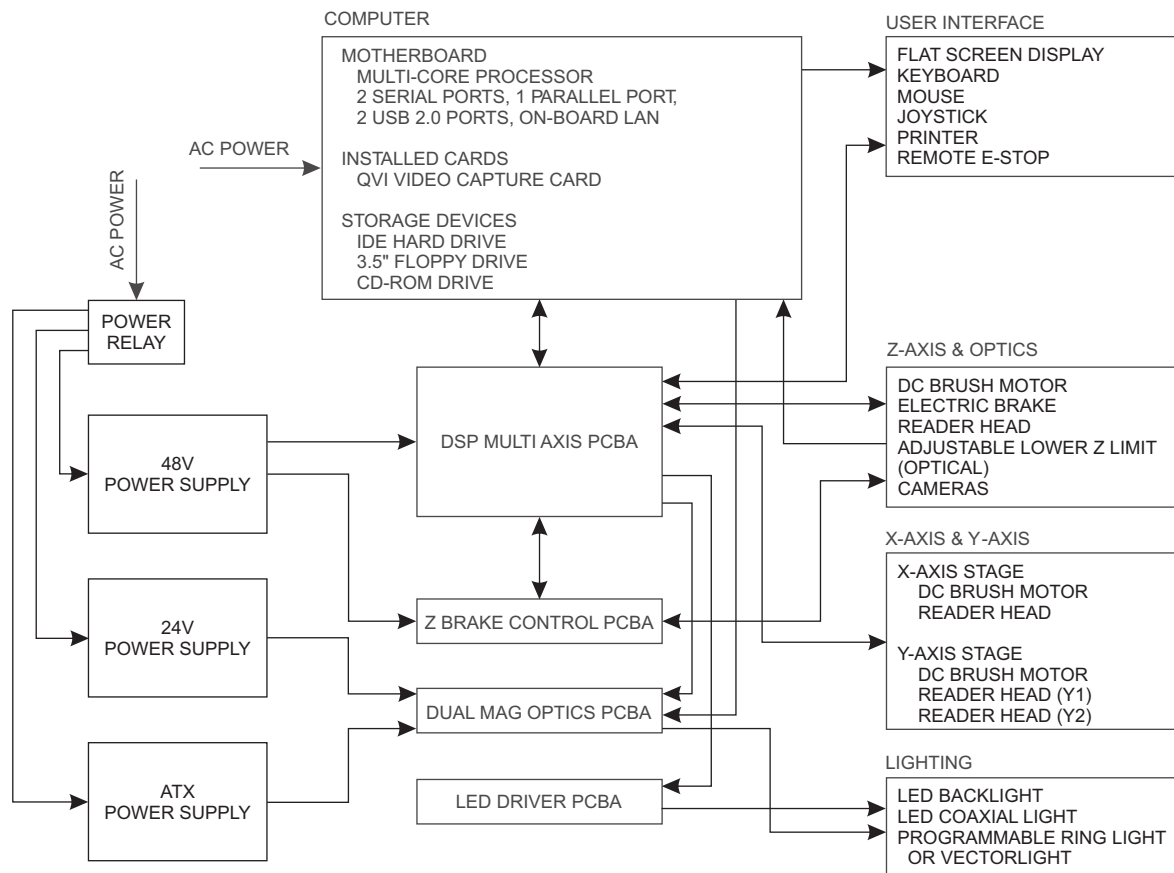 COMPUTER
MOTHERBOARD
MULTI-CORE PROCESSOR
2 SERIAL PORTS, 1 PARALLEL PORT,
2 USB 2.0 PORTS, ON-BOARD LAN
INSTALLED CARDS
QVI VIDEO CAPTURE CARD
STORAGE DEVICES
IDE HARD DRIVE
3.5" FLOPPY DRIVE
CD-ROM DRIVE
USER INTERFACE
FLAT SCREEN DISPLAY
KEYBOARD
MOUSE
JOYSTICK
PRINTER
REMOTE E-STOP
AC POWER
AC POWER
POWER
RELAY
48V
POWER SUPPLY
24V
POWER SUPPLY
ATX
POWER SUPPLY
DSP MULTI AXIS PCBA
Z BRAKE CONTROL PCBA
DUAL MAG OPTICS PCBA
LED DRIVER PCBA
Z-AXIS & OPTICS
DC BRUSH MOTOR
ELECTRIC BRAKE
READER HEAD
ADJUSTABLE LOWER Z LIMIT
(OPTICAL)
CAMERAS
X-AXIS & Y-AXIS
X-AXIS STAGE
DC BRUSH MOTOR
READER HEAD
Y-AXIS STAGE
DC BRUSH MOTOR
READER HEAD (Y1)
READER HEAD (Y2)
LIGHTING
LED BACKLIGHT
LED COAXIAL LIGHT
PROGRAMMABLE RING LIGHT
OR VECTORLIGHT